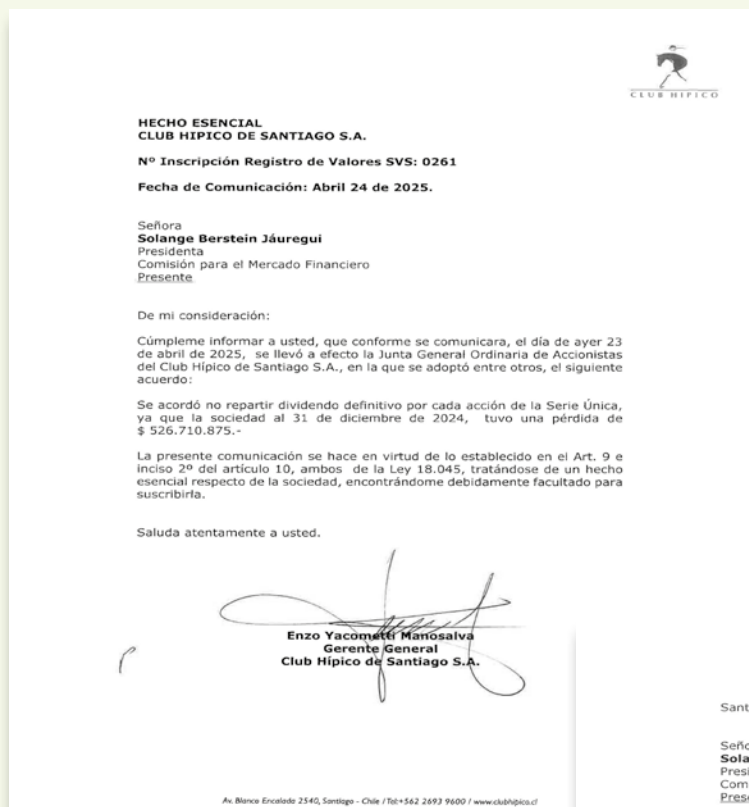 CLUB HIPICO
HECHO ESENCIAL
CLUB HIPICO DE SANTIAGO S.A.
Nº Inscripción Registro de Valores SVS: 0261
Fecha de Comunicación: Abril 24 de 2025.
Señora
Solange Berstein Jáuregui
Presidenta
Comisión para el Mercado Financiero
Presente
De mi consideración:
Cúmpleme informar a usted, que conforme se comunicara, el día de ayer 23
de abril de 2025, se llevó a efecto la Junta General Ordinaria de Accionistas
del Club Hípico de Santiago S.A., en la que se adoptó entre otros, el siguiente
acuerdo:
Se acordó no repartir dividendo definitivo por cada acción de la Serie Única,
ya que la sociedad al 31 de diciembre de 2024, tuvo una pérdida de
$ 526.710.875.-
La presente comunicación se hace en virtud de lo establecido en el Art. 9 e
inciso 2º del artículo 10, ambos de la Ley 18.045, tratándose de un hecho
esencial respecto de la sociedad, encontrándome debidamente facultado para
suscribirla.
Saluda atentamente a usted.
Enzo Yacometti Manosalva
Gerente General
Club Hípico de Santiago S.A.
Av. Blanco Encalada 2540, Santiago - Chile / Tel:+562 2693 9600 / www.clubhipico.cl
Sant
Seño
Sola
Presi
Com
Prese